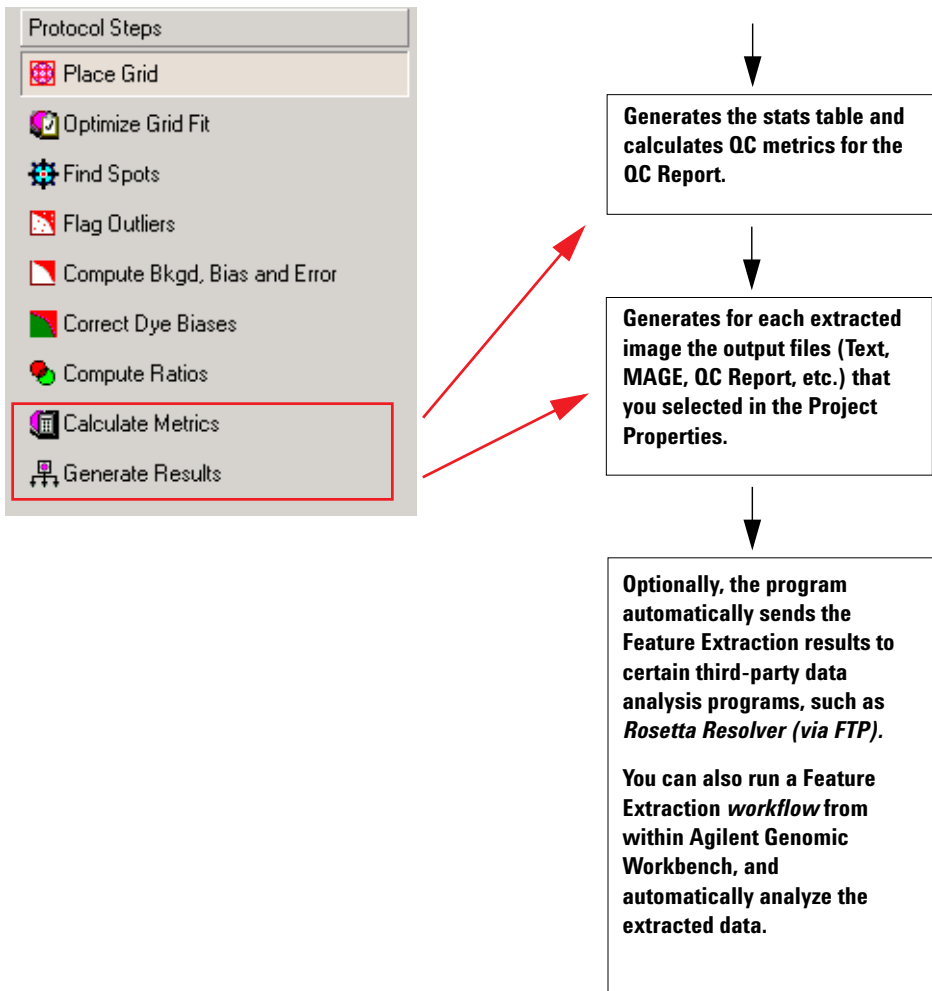 Protocol Steps
Place Grid
Optimize Grid Fit
Find Spots
Flag Outliers
Compute Bkgd, Bias and Error
Correct Dye Biases
Compute Ratios
Calculate Metrics
Generate Results
Generates the stats table and
calculates QC metrics for the
QC Report.
Generates for each extracted
image the output files (Text,
MAGE, QC Report, etc.) that
you selected in the Project
Properties.
Optionally, the program
automatically sends the
Feature Extraction results to
certain third-party data
analysis programs, such as
Rosetta Resolver (via FTP).
You can also run a Feature
Extraction workflow from
within Agilent Genomic
Workbench, and
automatically analyze the
extracted data.